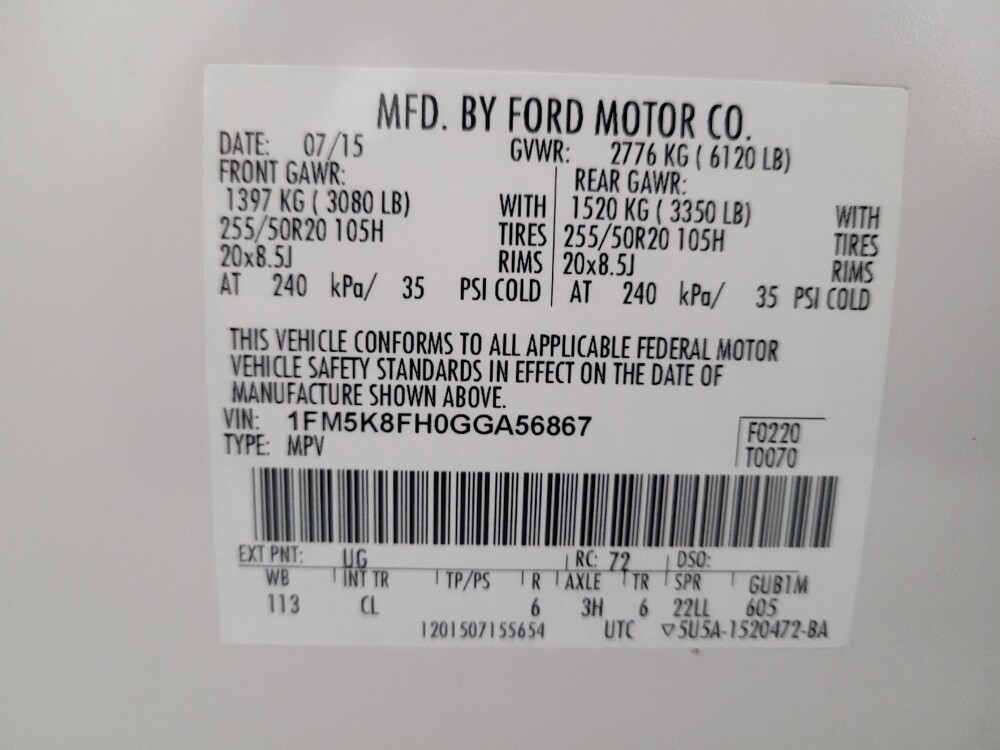 MFD. BY FORD MOTOR CO.
DATE: 07/15 GVWR: 2776 KG ( 6120 LB)
FRONT GAWR: REAR GAWR:
1397 KG ( 3080 LB) WITH 1520 KG ( 3350 LB) WITH
255/50R20 105H TIRES 255/50R20 105H TIRES
20x8.5J RIMS 20x8.5J RIMS
AT 240 kPa/ 35 PSI COLD AT 240 kPa/ 35 PSI COLD
THIS VEHICLE CONFORMS TO ALL APPLICABLE FEDERAL MOTOR
VEHICLE SAFETY STANDARDS IN EFFECT ON THE DATE OF
MANUFACTURE SHOWN ABOVE.
VIN: 1FM5K8FH0GGA56867 F0220
TYPE: MPV T0070
EXT PNT: UG RC: 72 DSO:
WB INT TR TP/PS R AXLE TR SPR GUB1M
113 CL 6 3H 6 22LL 605
1201507155654 UTC ▽5U5A-1520472-BA